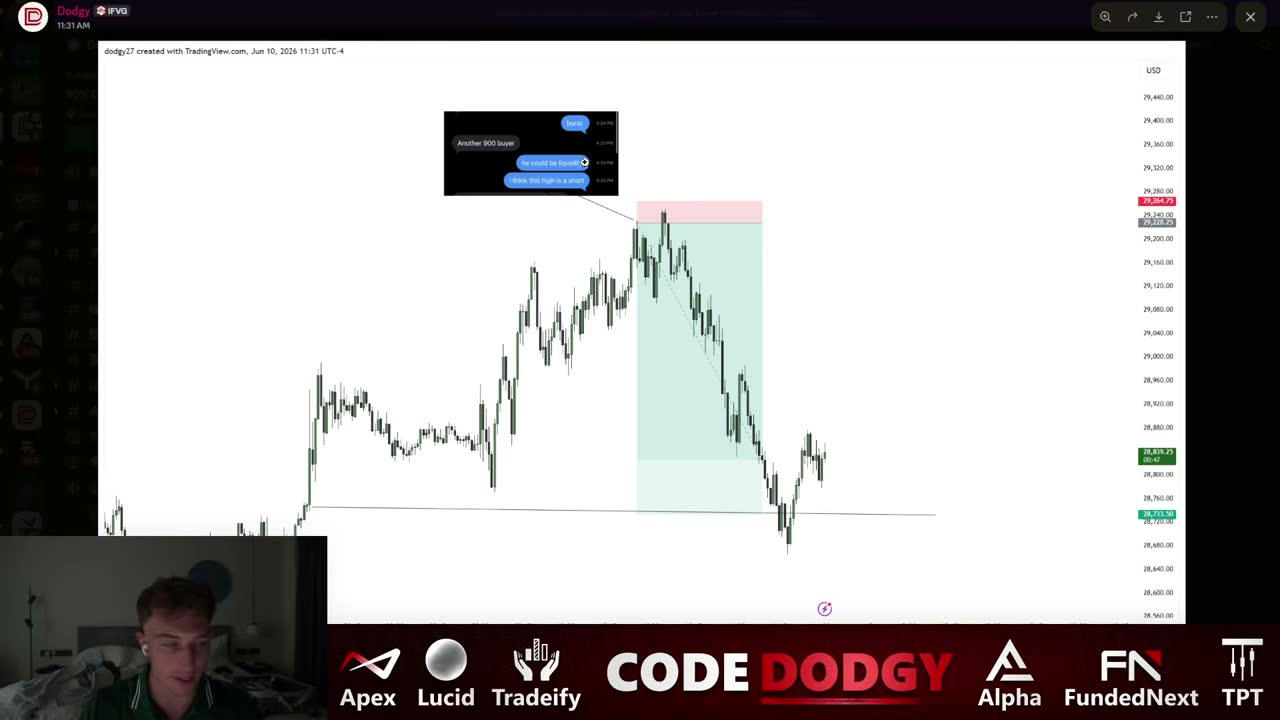 Dodgy IFVG
11:31 AM
dodgy27 created with TradingView.com, Jun 10, 2026 11:31 UTC-4
USD
burst
Another 900 buyer
he could be liquidi
i think this high is a short
29,440.00
29,400.00
29,360.00
29,320.00
29,280.00
29,264.75
29,240.00
29,228.25
29,200.00
29,160.00
29,120.00
29,080.00
29,040.00
29,000.00
28,960.00
28,920.00
28,880.00
28,839.25
00:47
28,800.00
28,760.00
28,733.50
28,720.00
28,680.00
28,640.00
28,600.00
28,560.00
Apex
Lucid
Tradeify
CODE DODGY
Alpha
FN
FundedNext
TPT